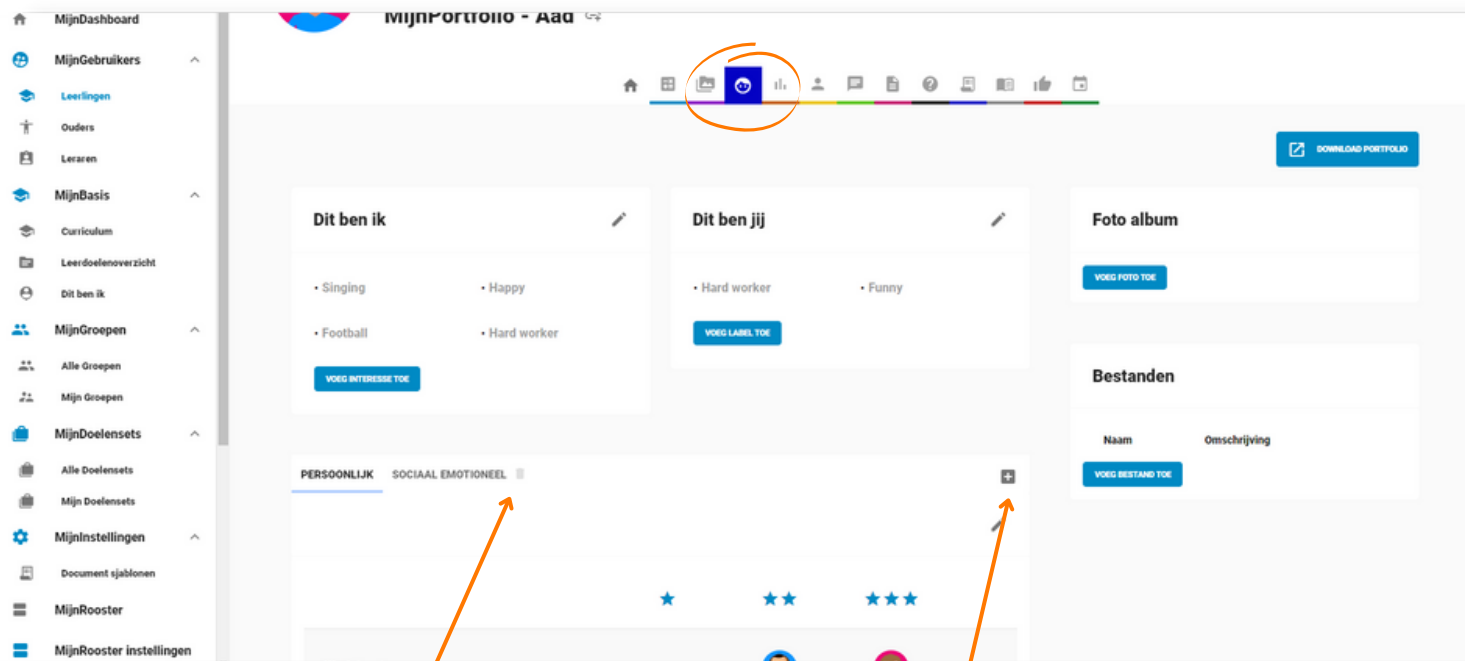 MijnDashboard
MijnGebruikers
Leerlingen
Ouders
Leraren
MijnBasis
Curriculum
Leerdoelenoverzicht
Dit ben ik
MijnGroepen
Alle Groepen
Mijn Groepen
MijnDoelensets
Alle Doelensets
Mijn Doelensets
MijnInstellingen
Document sjablonen
MijnRooster
MijnRooster instellingen
MijnPortfolio - Aad
DOWNLOAD PORTFOLIO
Dit ben ik
• Singing • Happy
• Football • Hard worker
VOEG INTERESSE TOE
Dit ben jij
• Hard worker • Funny
VOEG LABEL TOE
Foto album
VOEG FOTO TOE
Bestanden
Naam Omschrijving
VOEG BESTAND TOE
PERSOONLIJK SOCIAAL EMOTIONEEL